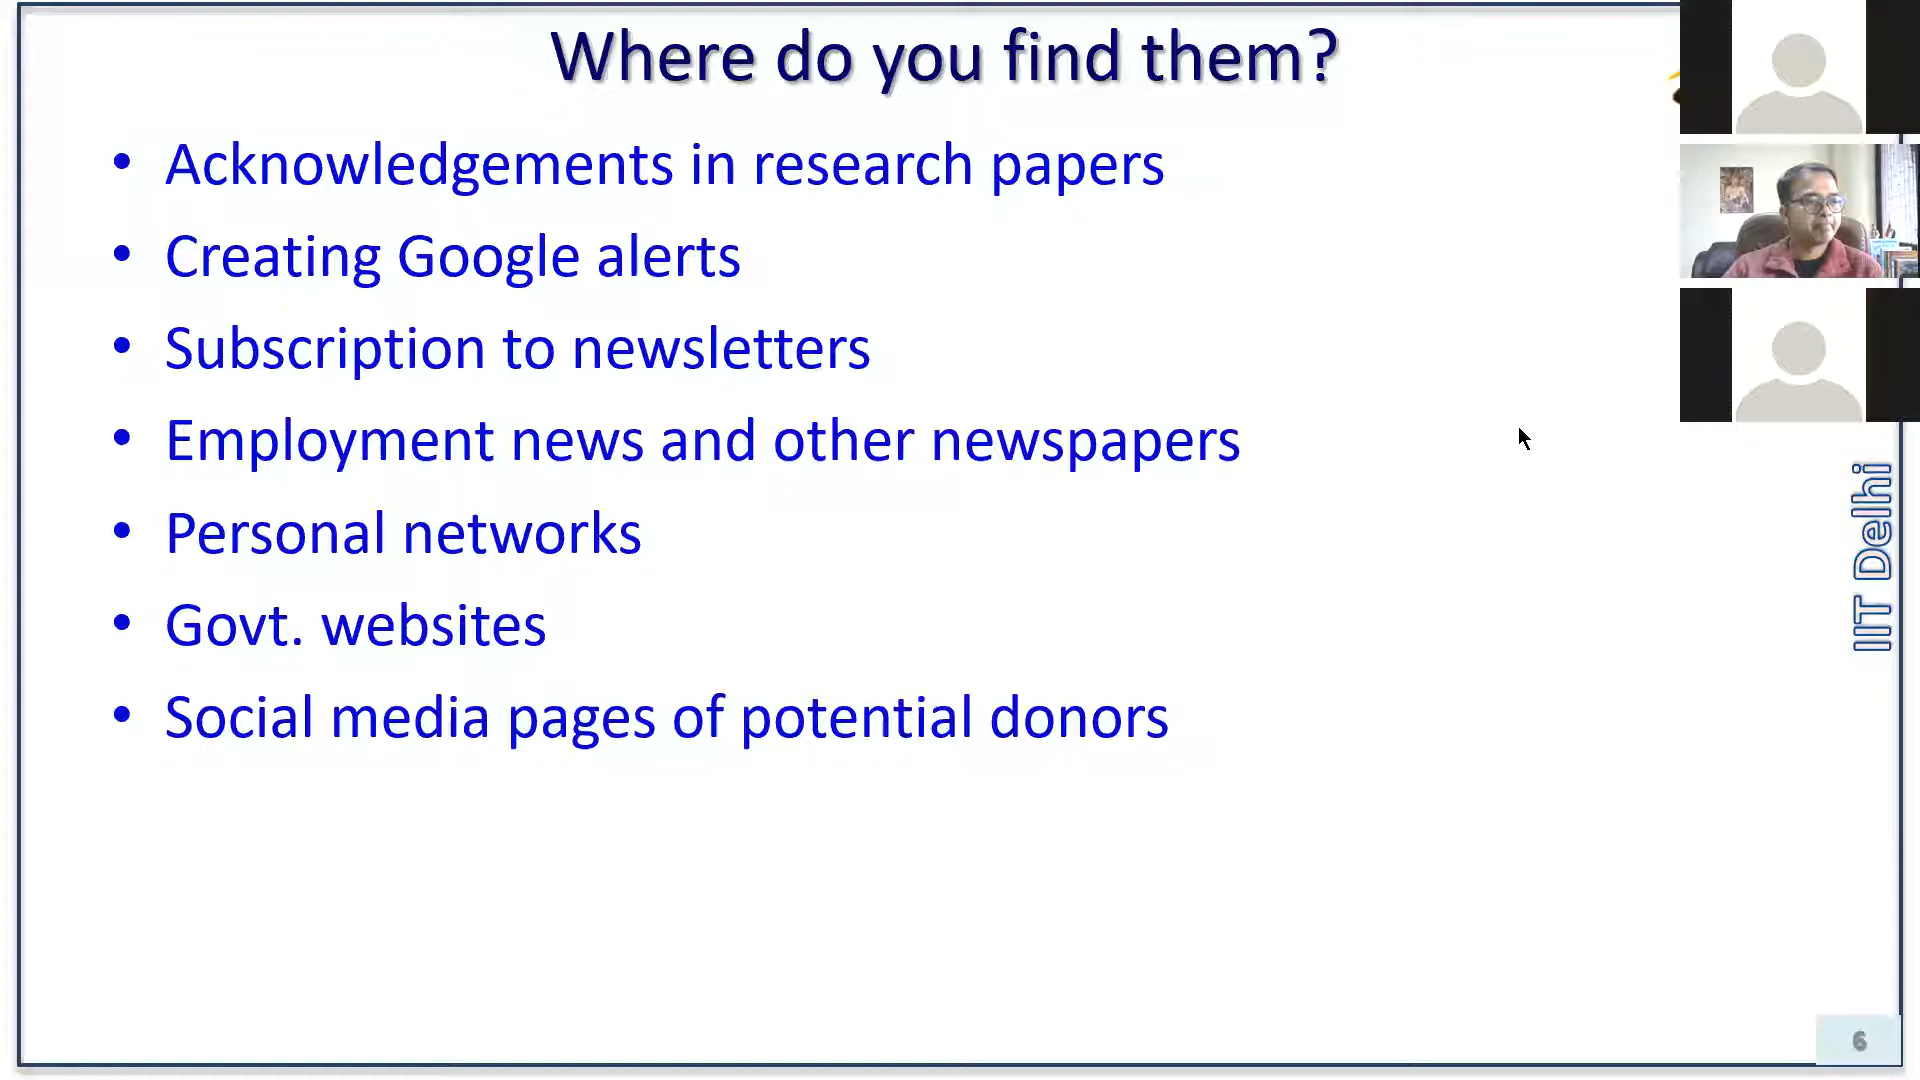 Where do you find them?
• Acknowledgements in research papers
• Creating Google alerts
• Subscription to newsletters
• Employment news and other newspapers
• Personal networks
• Govt. websites
• Social media pages of potential donors
IIT Delhi
6